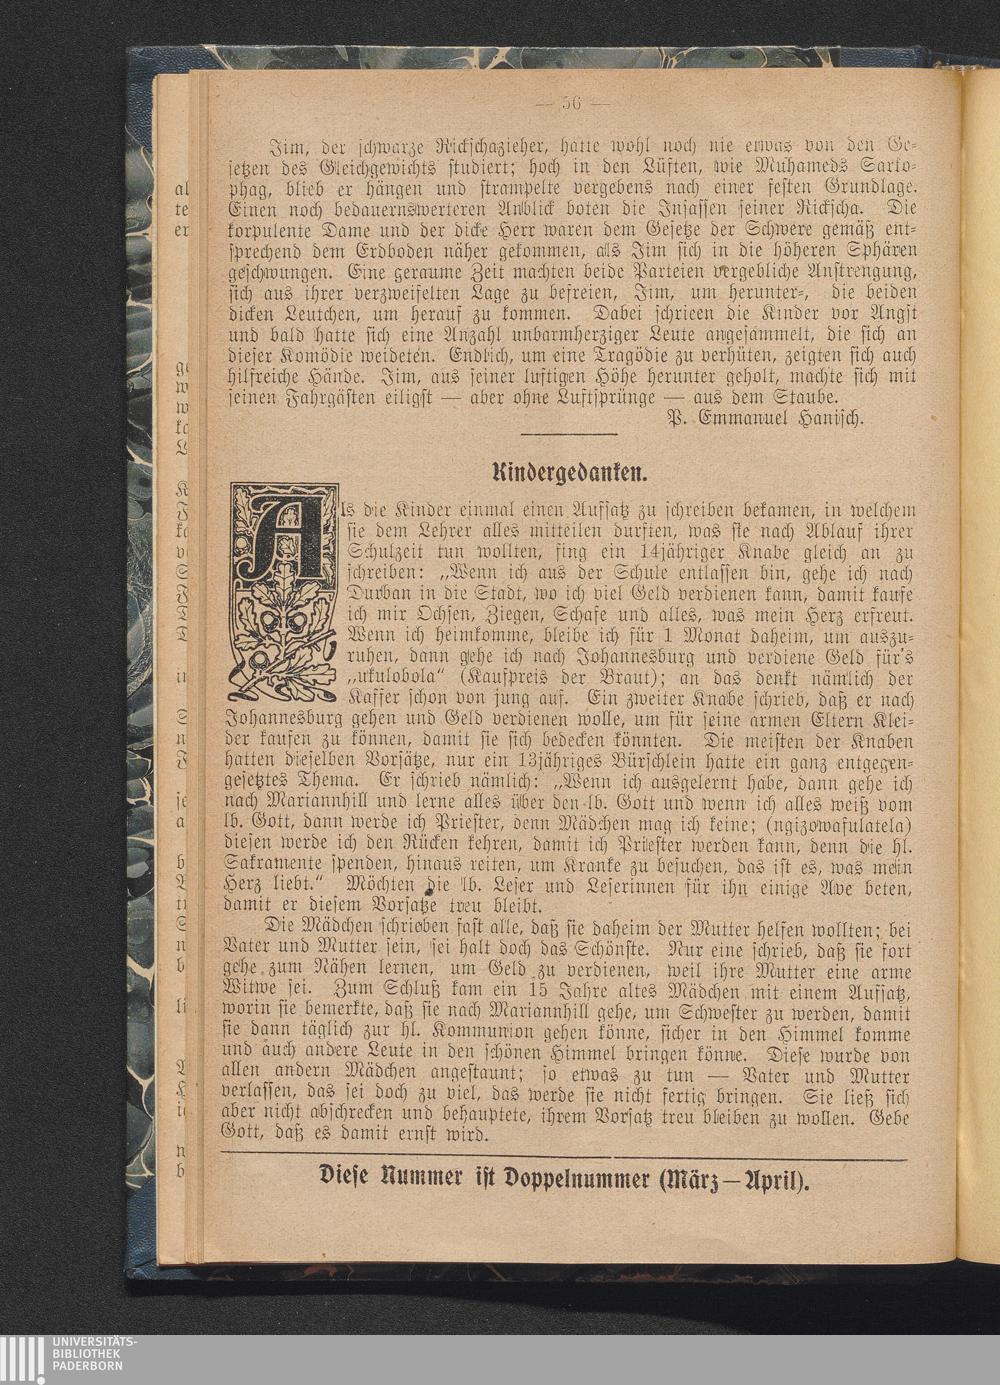 — 56 —
Jim, der schwarze Rickschazieher, hatte wohl noch nie etwas von den Ge-
setzen des Gleichgewichts studiert; hoch in den Lüften, wie Muhameds Sarko-
phag, blieb er hängen und strampelte vergebens nach einer festen Grundlage.
Einen noch bedauernswerteren Anblick boten die Insassen seiner Rickscha. Die
korpulente Dame und der dicke Herr waren dem Gesetze der Schwere gemäß ent-
sprechend dem Erdboden näher gekommen, als Jim sich in die höheren Sphären
geschwungen. Eine geraume Zeit machten beide Parteien vergebliche Anstrengung,
sich aus ihrer verzweifelten Lage zu befreien, Jim, um herunter-, die beiden
dicken Leutchen, um herauf zu kommen. Dabei schrieen die Kinder vor Angst
und bald hatte sich eine Anzahl unbarmherziger Leute angesammelt, die sich an
dieser Komödie weideten. Endlich, um eine Tragödie zu verhüten, zeigten sich auch
hilfreiche Hände. Jim, aus seiner luftigen Höhe herunter geholt, machte sich mit
seinen Fahrgästen eiligst — aber ohne Luftsprünge — aus dem Staube.
P. Emmanuel Hanisch.
Kindergedanken.
Als die Kinder einmal einen Aufsatz zu schreiben bekamen, in welchem
sie dem Lehrer alles mitteilen durften, was sie nach Ablauf ihrer
Schulzeit tun wollten, fing ein 14jähriger Knabe gleich an zu
schreiben: „Wenn ich aus der Schule entlassen bin, gehe ich nach
Durban in die Stadt, wo ich viel Geld verdienen kann, damit kaufe
ich mir Ochsen, Ziegen, Schafe und alles, was mein Herz erfreut.
Wenn ich heimkomme, bleibe ich für 1 Monat daheim, um auszu-
ruhen, dann gehe ich nach Johannesburg und verdiene Geld für's
„ukulobola“ (Kaufpreis der Braut); an das denkt nämlich der
Kaffer schon von jung auf. Ein zweiter Knabe schrieb, daß er nach
Johannesburg gehen und Geld verdienen wolle, um für seine armen Eltern Klei-
der kaufen zu können, damit sie sich bedecken könnten. Die meisten der Knaben
hatten dieselben Vorsätze, nur ein 13jähriges Bürschlein hatte ein ganz entgegen-
gesetztes Thema. Er schrieb nämlich: „Wenn ich ausgelernt habe, dann gehe ich
nach Mariannhill und lerne alles über den lb. Gott und wenn ich alles weiß vom
lb. Gott, dann werde ich Priester, denn Mädchen mag ich keine; (ngizowafulatela)
diesen werde ich den Rücken kehren, damit ich Priester werden kann, denn die hl.
Sakramente spenden, hinaus reiten, um Kranke zu besuchen, das ist es, was mein
Herz liebt.“ Möchten die lb. Leser und Leserinnen für ihn einige Ave beten,
damit er diesem Vorsatze treu bleibt.
Die Mädchen schrieben fast alle, daß sie daheim der Mutter helfen wollten; bei
Vater und Mutter sein, sei halt doch das Schönste. Nur eine schrieb, daß sie fort
gehe zum Nähen lernen, um Geld zu verdienen, weil ihre Mutter eine arme
Witwe sei. Zum Schluß kam ein 15 Jahre altes Mädchen mit einem Aufsatz,
worin sie bemerkte, daß sie nach Mariannhill gehe, um Schwester zu werden, damit
sie dann täglich zur hl. Kommunion gehen könne, sicher in den Himmel komme
und auch andere Leute in den schönen Himmel bringen könne. Diese wurde von
allen andern Mädchen angestaunt; so etwas zu tun — Vater und Mutter
verlassen, das sei doch zu viel, das werde sie nicht fertig bringen. Sie ließ sich
aber nicht abschrecken und behauptete, ihrem Vorsatz treu bleiben zu wollen. Gebe
Gott, daß es damit ernst wird.
Diese Nummer ist Doppelnummer (März—April).
UNIVERSITÄTS-
BIBLIOTHEK
PADERBORN